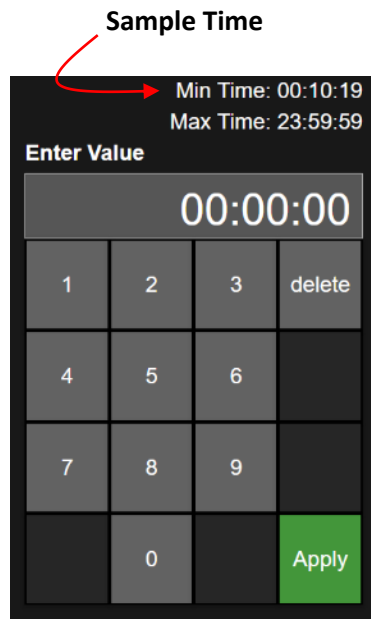 Sample Time
Min Time: 00:10:19
Max Time: 23:59:59
Enter Value
00:00:00
1 2 3 delete
4 5 6
7 8 9
0 Apply